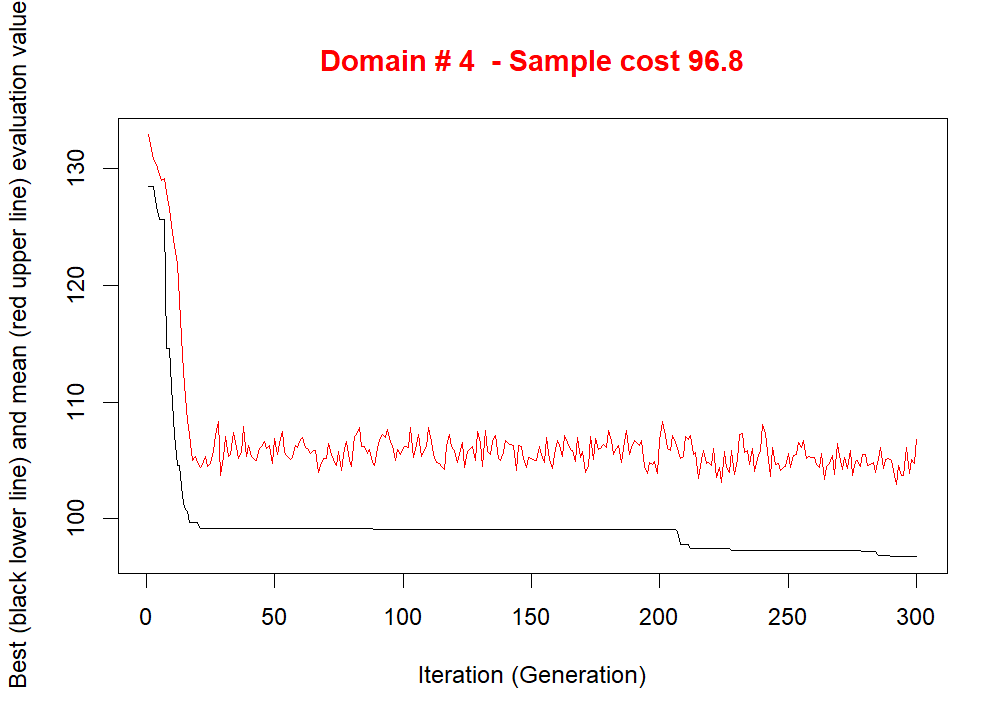 Domain # 4  - Sample cost 96.8
Best (black lower line) and mean (red upper line) evaluation value
130
120
110
100
0 50 100 150 200 250 300
Iteration (Generation)